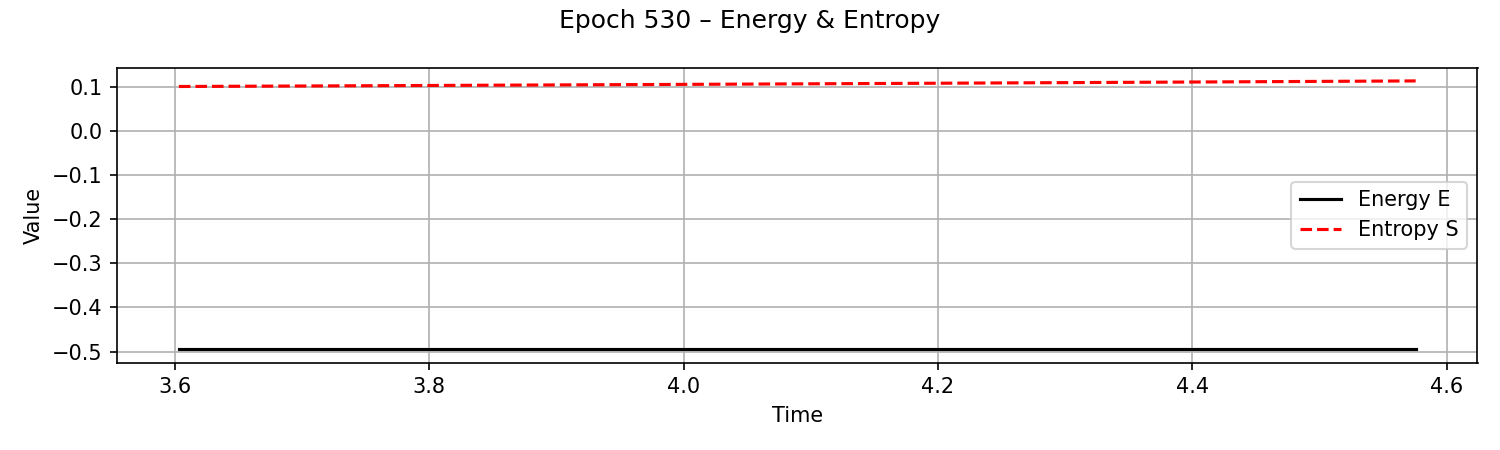 Epoch 530 – Energy & Entropy
0.1
0.0
−0.1
−0.2
−0.3
−0.4
−0.5
Value
Energy E
Entropy S
3.6 3.8 4.0 4.2 4.4 4.6
Time